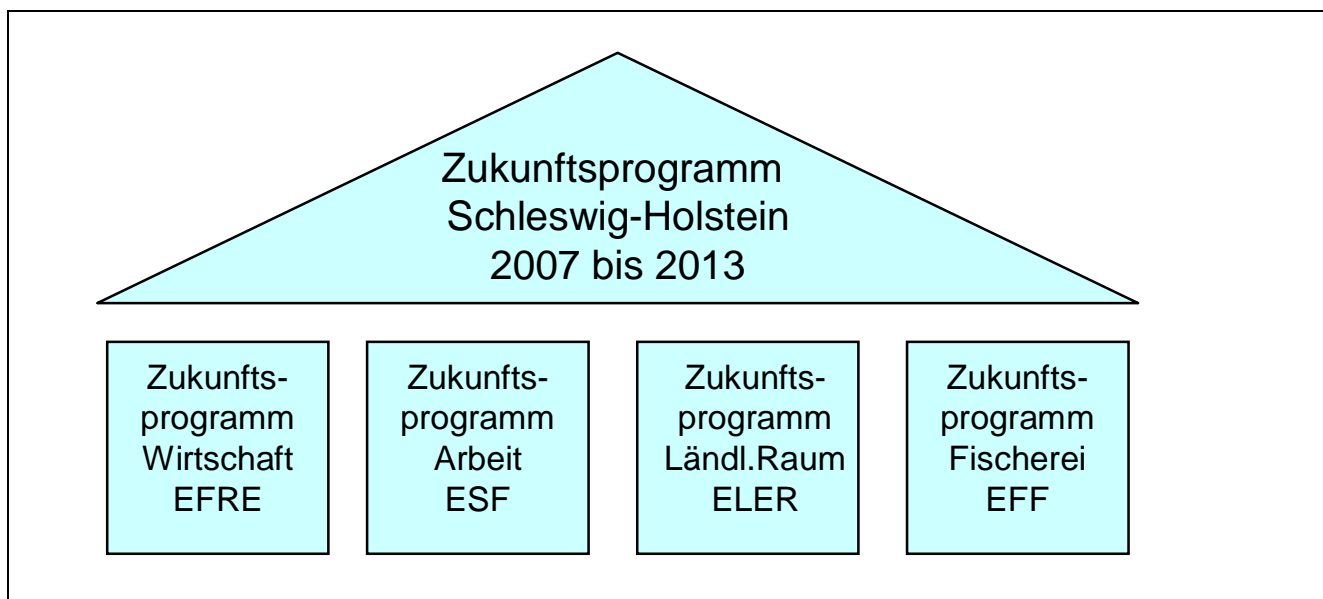 Zukunftsprogramm
Schleswig-Holstein
2007 bis 2013
Zukunfts-
programm
Wirtschaft
EFRE
Zukunfts-
programm
Arbeit
ESF
Zukunfts-
programm
Ländl.Raum
ELER
Zukunfts-
programm
Fischerei
EFF